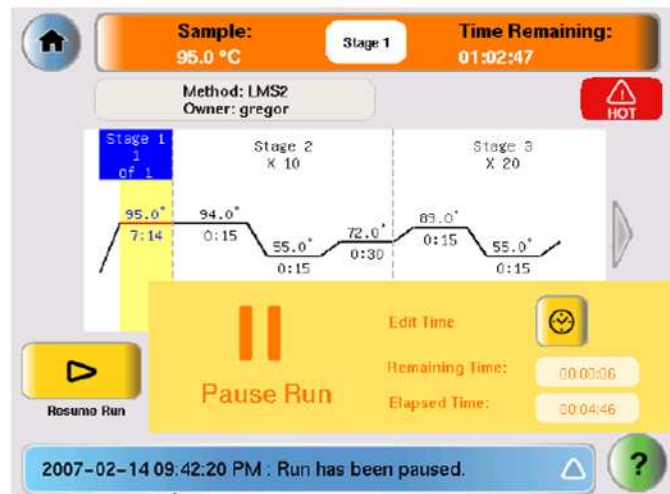 Sample:
95.0 °C
Stage 1
Time Remaining:
01:02:47
Method: LMS2
Owner: gregor
HOT
Stage 1
1
Of 1
Stage 2
X 10
Stage 3
X 20
95.0°
7:14
94.0°
0:15
55.0°
0:15
72.0°
0:30
89.0°
0:15
55.0°
0:15
Pause Run
Edit Time
Remaining Time:
00:00:06
Elapsed Time:
00:04:46
Resume Run
2007-02-14 09:42:20 PM : Run has been paused.
?